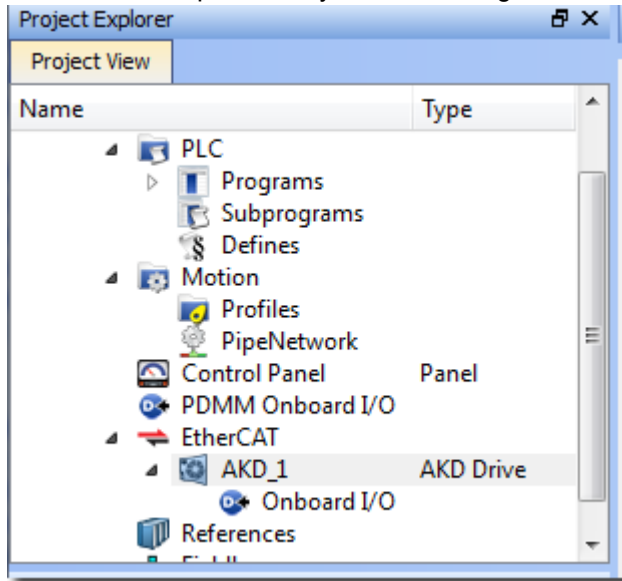 Project Explorer
Project View
Name Type
PLC
Programs
Subprograms
Defines
Motion
Profiles
PipeNetwork
Control Panel Panel
PDMM Onboard I/O
EtherCAT
AKD_1 AKD Drive
Onboard I/O
References